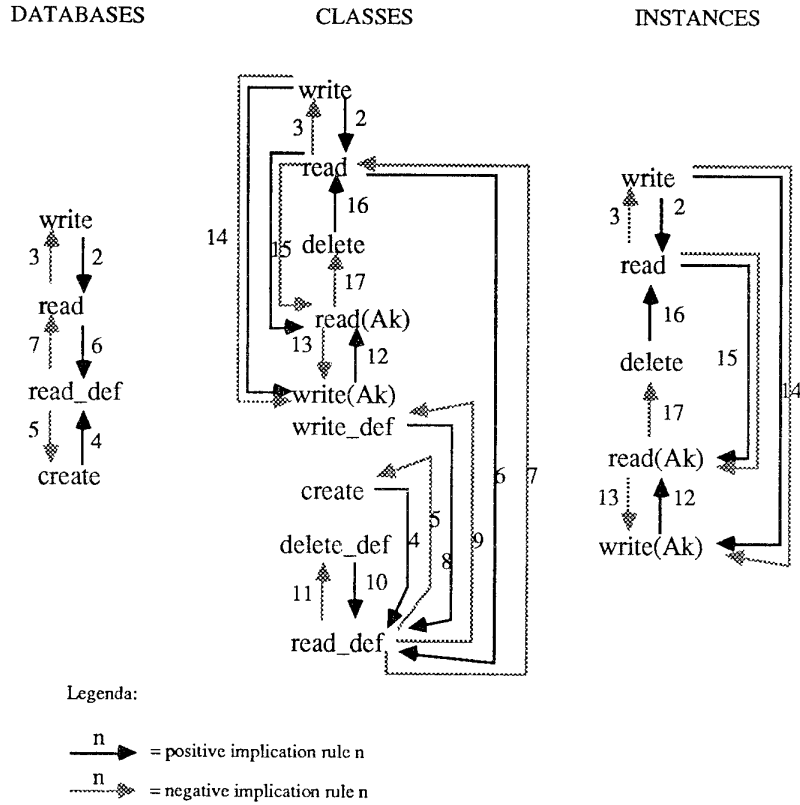 DATABASES
CLASSES
INSTANCES
write
3
2
read
7
6
read_def
5
4
create
write
3
2
read
16
14
15
delete
17
read(Ak)
13
12
write(Ak)
write_def
6
7
create
5
4
9
delete_def
8
11
10
read_def
write
3
2
read
16
15
delete
14
17
read(Ak)
13
12
write(Ak)
Legenda:
n
= positive implication rule n
n
= negative implication rule n